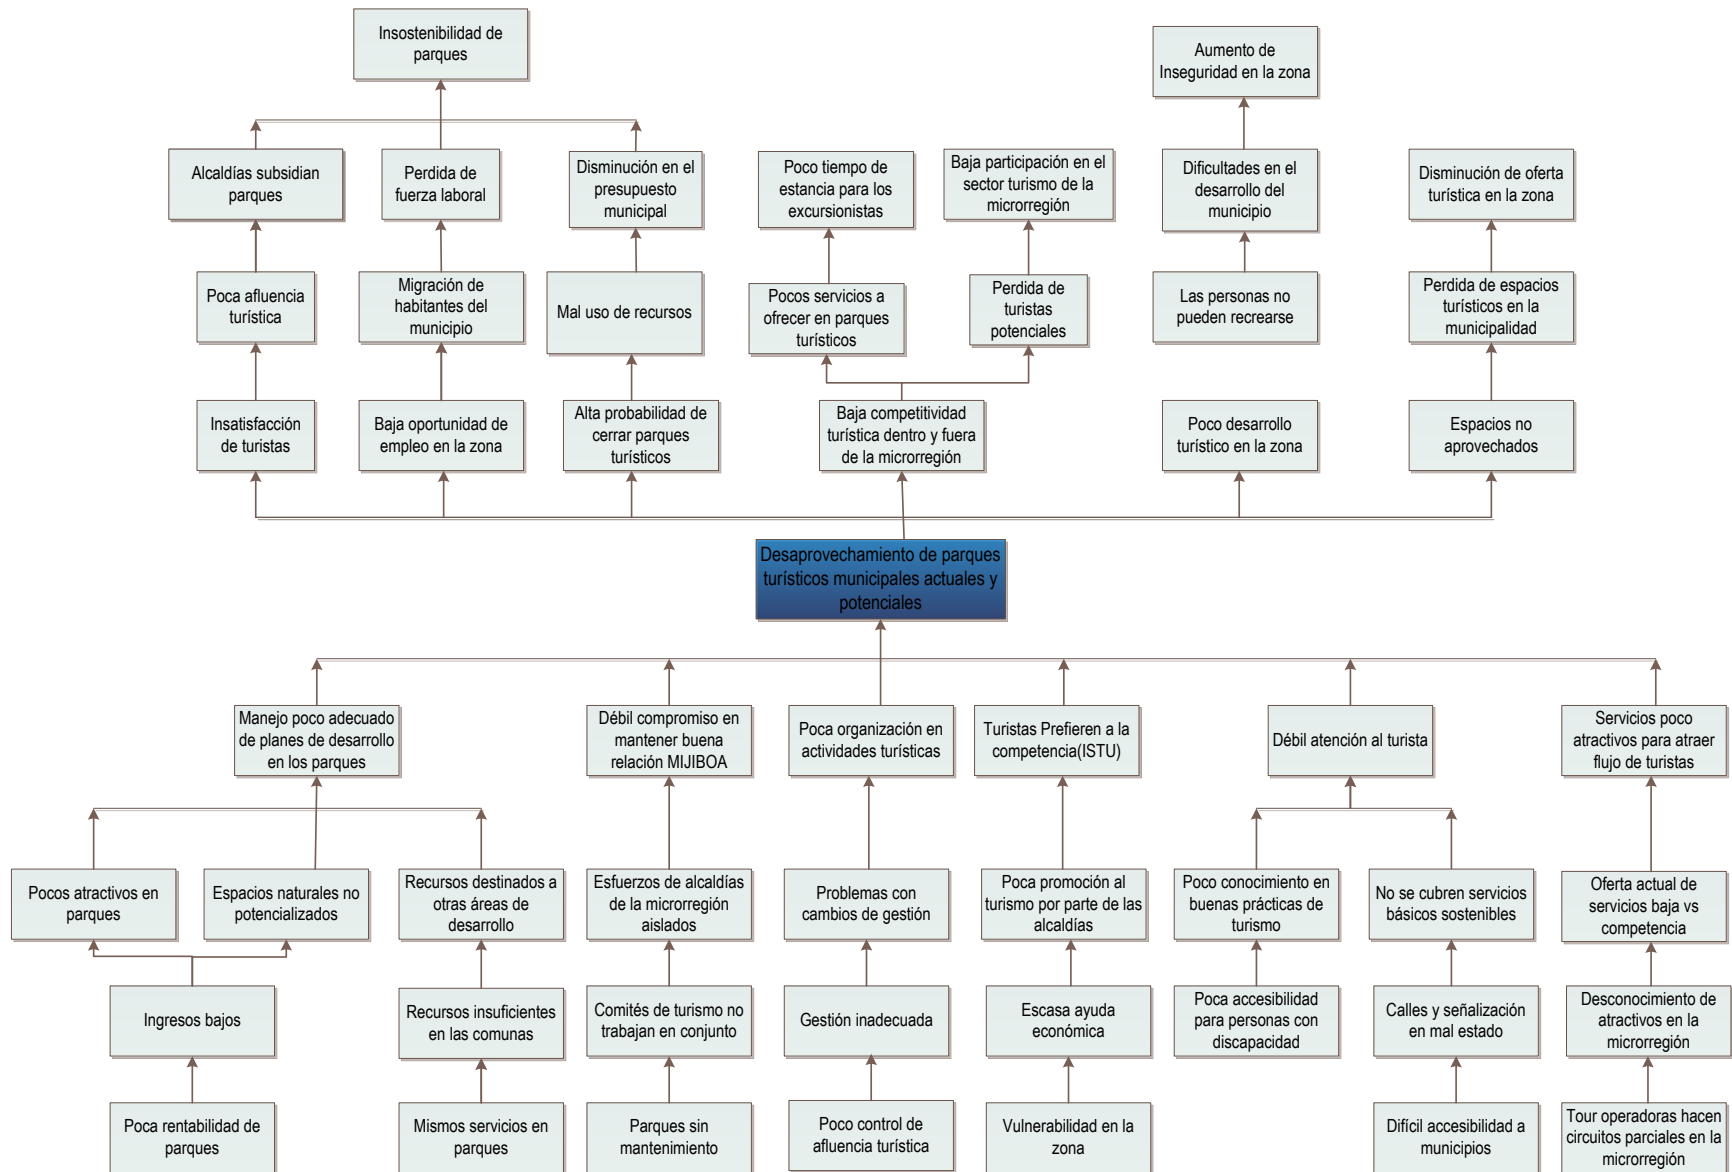 Insostenibilidad de
parques
Aumento de
Inseguridad en la zona
Alcaldías subsidian
parques
Perdida de
fuerza laboral
Disminución en el
presupuesto
municipal
Poco tiempo de
estancia para los
excursionistas
Baja participación en el
sector turismo de la
microrregión
Dificultades en el
desarrollo del
municipio
Disminución de oferta
turística en la zona
Poca afluencia
turística
Migración de
habitantes del
municipio
Mal uso de recursos
Pocos servicios a
ofrecer en parques
turísticos
Perdida de
turistas
potenciales
Las personas no
pueden recrearse
Perdida de espacios
turísticos en la
municipalidad
Insatisfacción
de turistas
Baja oportunidad de
empleo en la zona
Alta probabilidad de
cerrar parques
turísticos
Baja competitividad
turística dentro y fuera
de la microrregión
Poco desarrollo
turístico en la zona
Espacios no
aprovechados
Desaprovechamiento de parques
turísticos municipales actuales y
potenciales
Manejo poco adecuado
de planes de desarrollo
en los parques
Débil compromiso en
mantener buena
relación MIJIBOA
Poca organización en
actividades turísticas
Turistas Prefieren a la
competencia(ISTU)
Débil atención al turista
Servicios poco
atractivos para atraer
flujo de turistas
Pocos atractivos en
parques
Espacios naturales no
potencializados
Recursos destinados a
otras áreas de
desarrollo
Esfuerzos de alcaldías
de la microrregión
aislados
Problemas con
cambios de gestión
Poca promoción al
turismo por parte de las
alcaldías
Poco conocimiento en
buenas prácticas de
turismo
No se cubren servicios
básicos sostenibles
Oferta actual de
servicios baja vs
competencia
Ingresos bajos
Recursos insuficientes
en las comunas
Comités de turismo no
trabajan en conjunto
Gestión inadecuada
Escasa ayuda
económica
Poca accesibilidad
para personas con
discapacidad
Calles y señalización
en mal estado
Desconocimiento de
atractivos en la
microrregión
Poca rentabilidad de
parques
Mismos servicios en
parques
Parques sin
mantenimiento
Poco control de
afluencia turística
Vulnerabilidad en la
zona
Difícil accesibilidad a
municipios
Tour operadoras hacen
circuitos parciales en la
microrregión